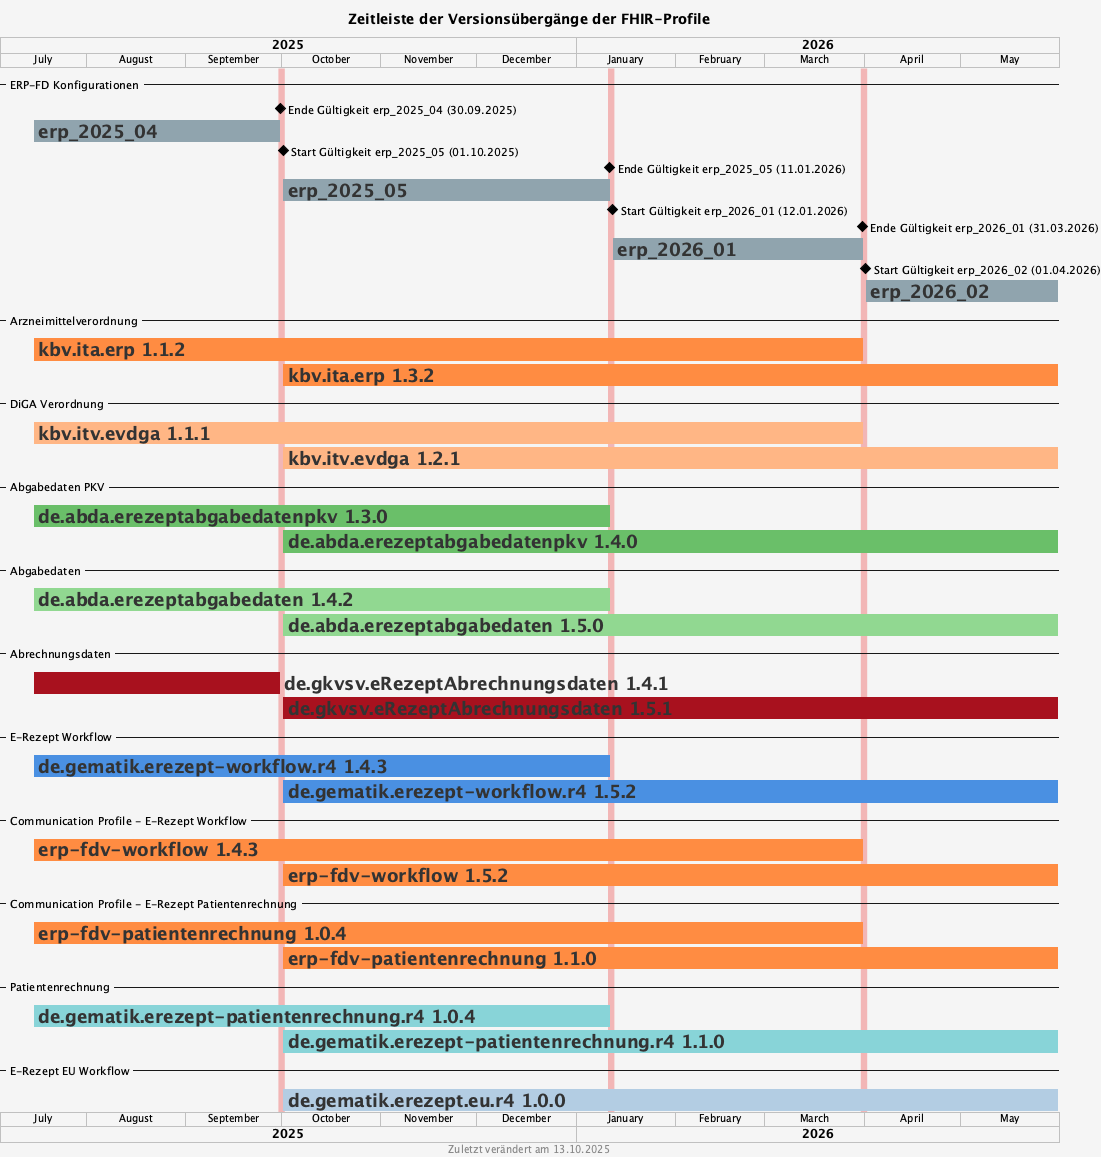 Zeitleiste der Versionsübergänge der FHIR-Profile
2025 2026
July August September October November December January February March April May
ERP-FD Konfigurationen
Ende Gültigkeit erp_2025_04 (30.09.2025)
erp_2025_04
Start Gültigkeit erp_2025_05 (01.10.2025)
Ende Gültigkeit erp_2025_05 (11.01.2026)
erp_2025_05
Start Gültigkeit erp_2026_01 (12.01.2026)
Ende Gültigkeit erp_2026_01 (31.03.2026)
erp_2026_01
Start Gültigkeit erp_2026_02 (01.04.2026)
erp_2026_02
Arzneimittelverordnung
kbv.ita.erp 1.1.2
kbv.ita.erp 1.3.2
DiGA Verordnung
kbv.itv.evdga 1.1.1
kbv.itv.evdga 1.2.1
Abgabedaten PKV
de.abda.erezeptabgabedatenpkv 1.3.0
de.abda.erezeptabgabedatenpkv 1.4.0
Abgabedaten
de.abda.erezeptabgabedaten 1.4.2
de.abda.erezeptabgabedaten 1.5.0
Abrechnungsdaten
de.gkvsv.eRezeptAbrechnungsdaten 1.4.1
de.gkvsv.eRezeptAbrechnungsdaten 1.5.1
E-Rezept Workflow
de.gematik.erezept-workflow.r4 1.4.3
de.gematik.erezept-workflow.r4 1.5.2
Communication Profile - E-Rezept Workflow
erp-fdv-workflow 1.4.3
erp-fdv-workflow 1.5.2
Communication Profile - E-Rezept Patientenrechnung
erp-fdv-patientenrechnung 1.0.4
erp-fdv-patientenrechnung 1.1.0
Patientenrechnung
de.gematik.erezept-patientenrechnung.r4 1.0.4
de.gematik.erezept-patientenrechnung.r4 1.1.0
E-Rezept EU Workflow
de.gematik.erezept.eu.r4 1.0.0
July August September October November December January February March April May
2025 2026
Zuletzt verändert am 13.10.2025